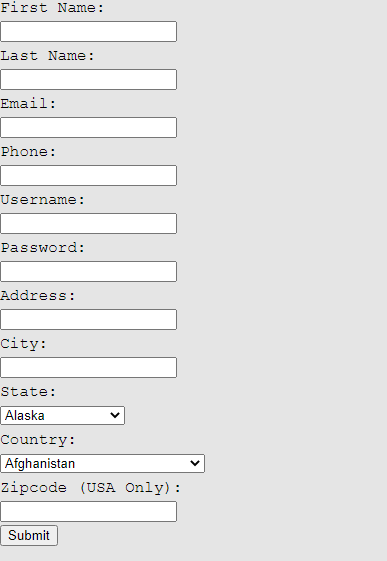 First Name:
Last Name:
Email:
Phone:
Username:
Password:
Address:
City:
State:
Alaska
Country:
Afghanistan
Zipcode (USA Only):
Submit